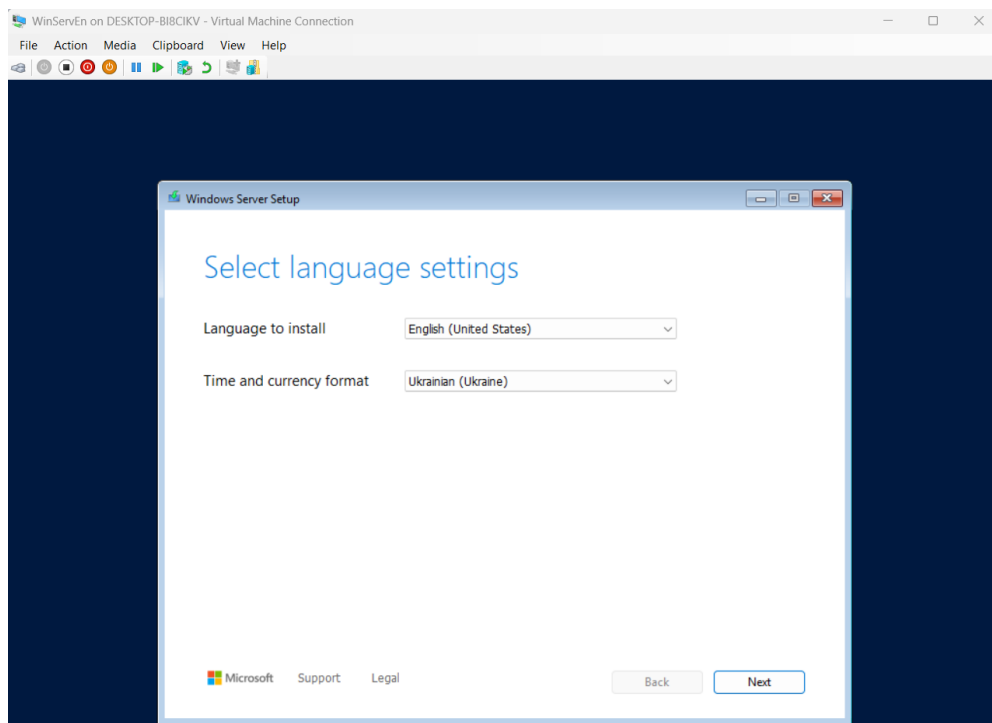 WinServEn on DESKTOP-BI8CIKV - Virtual Machine Connection
File Action Media Clipboard View Help
Windows Server Setup
Select language settings
Language to install English (United States)
Time and currency format Ukrainian (Ukraine)
Microsoft Support Legal Back Next